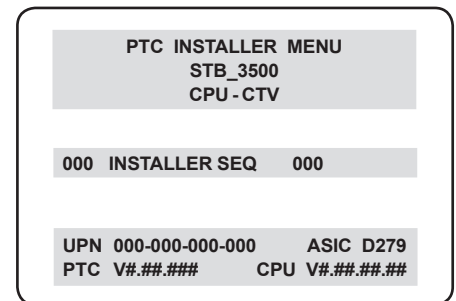 PTC INSTALLER MENU
STB_3500
CPU - CTV
000 INSTALLER SEQ 000
UPN 000-000-000-000 ASIC D279
PTC V#.##.### CPU V#.##.##.##